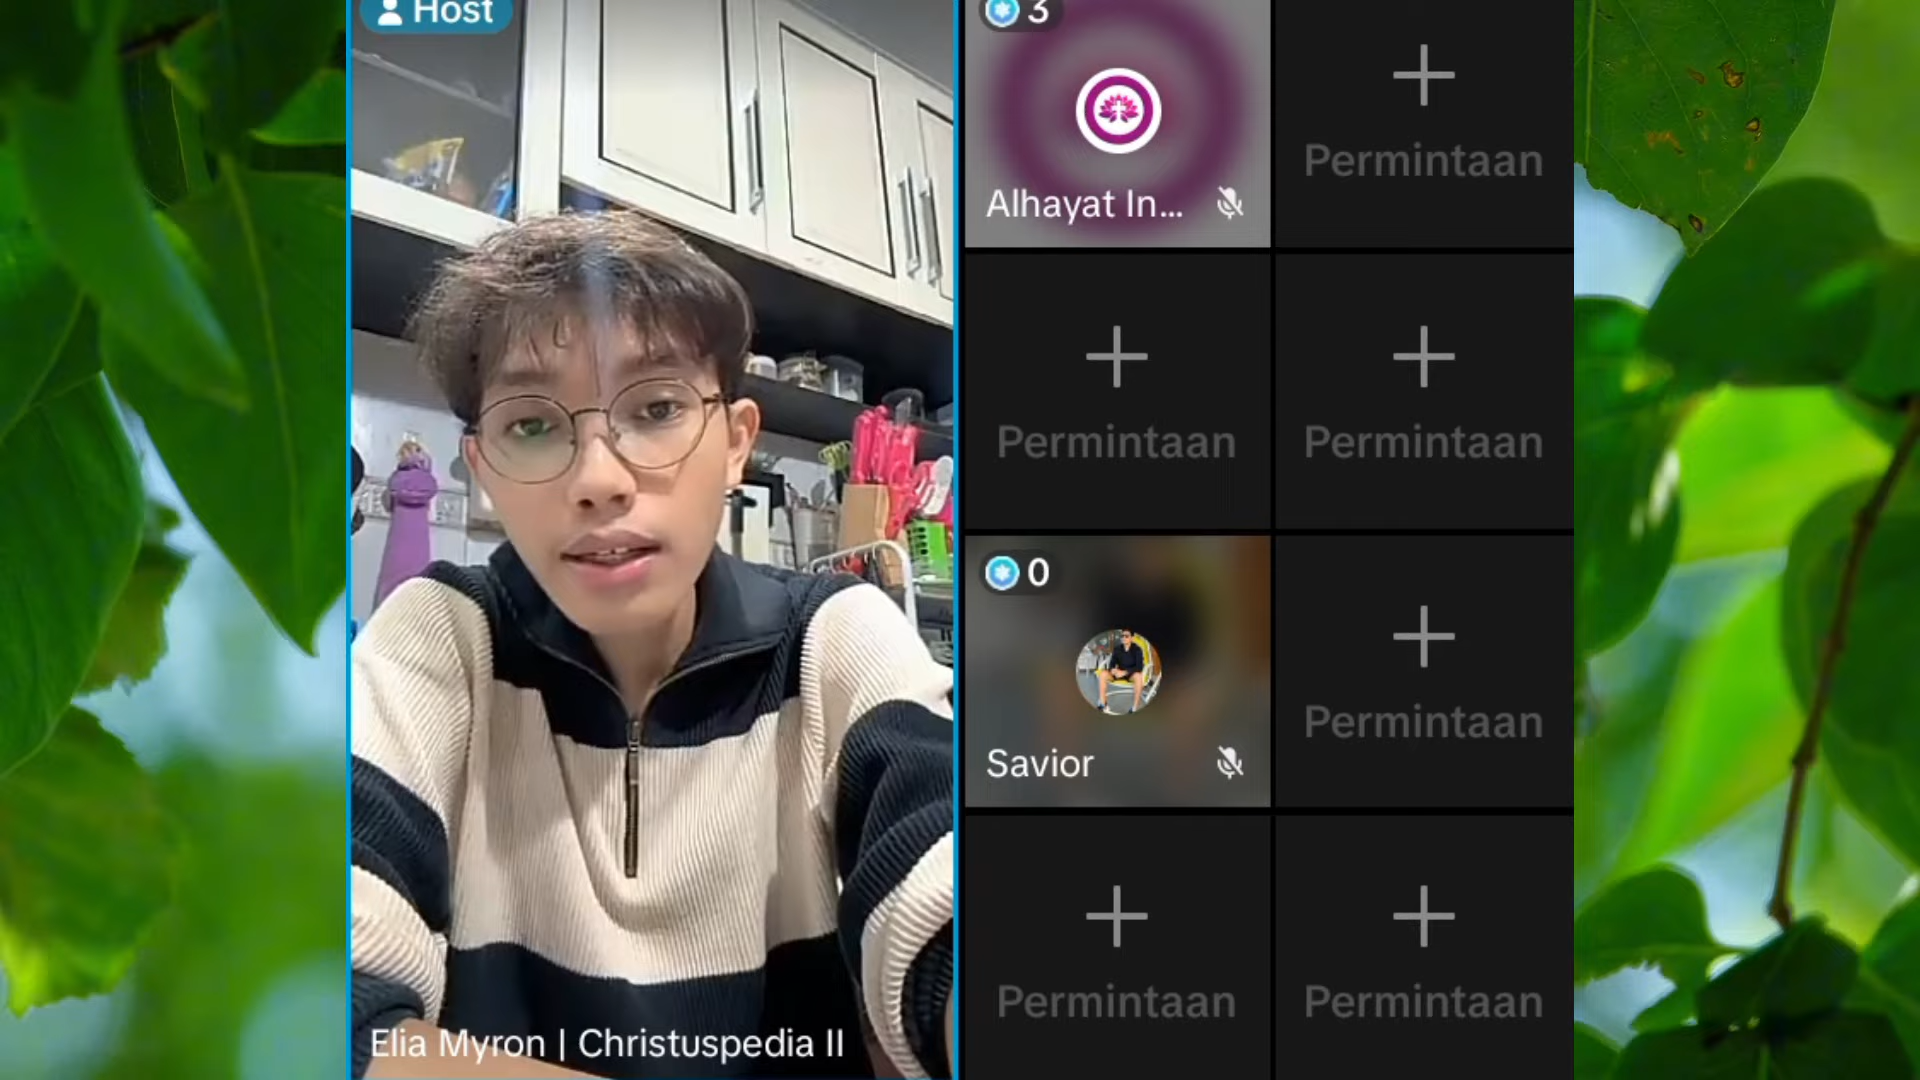 Host
Elia Myron | Christuspedia II
3
Alhayat In...
Permintaan
Permintaan
Permintaan
0
Savior
Permintaan
Permintaan
Permintaan